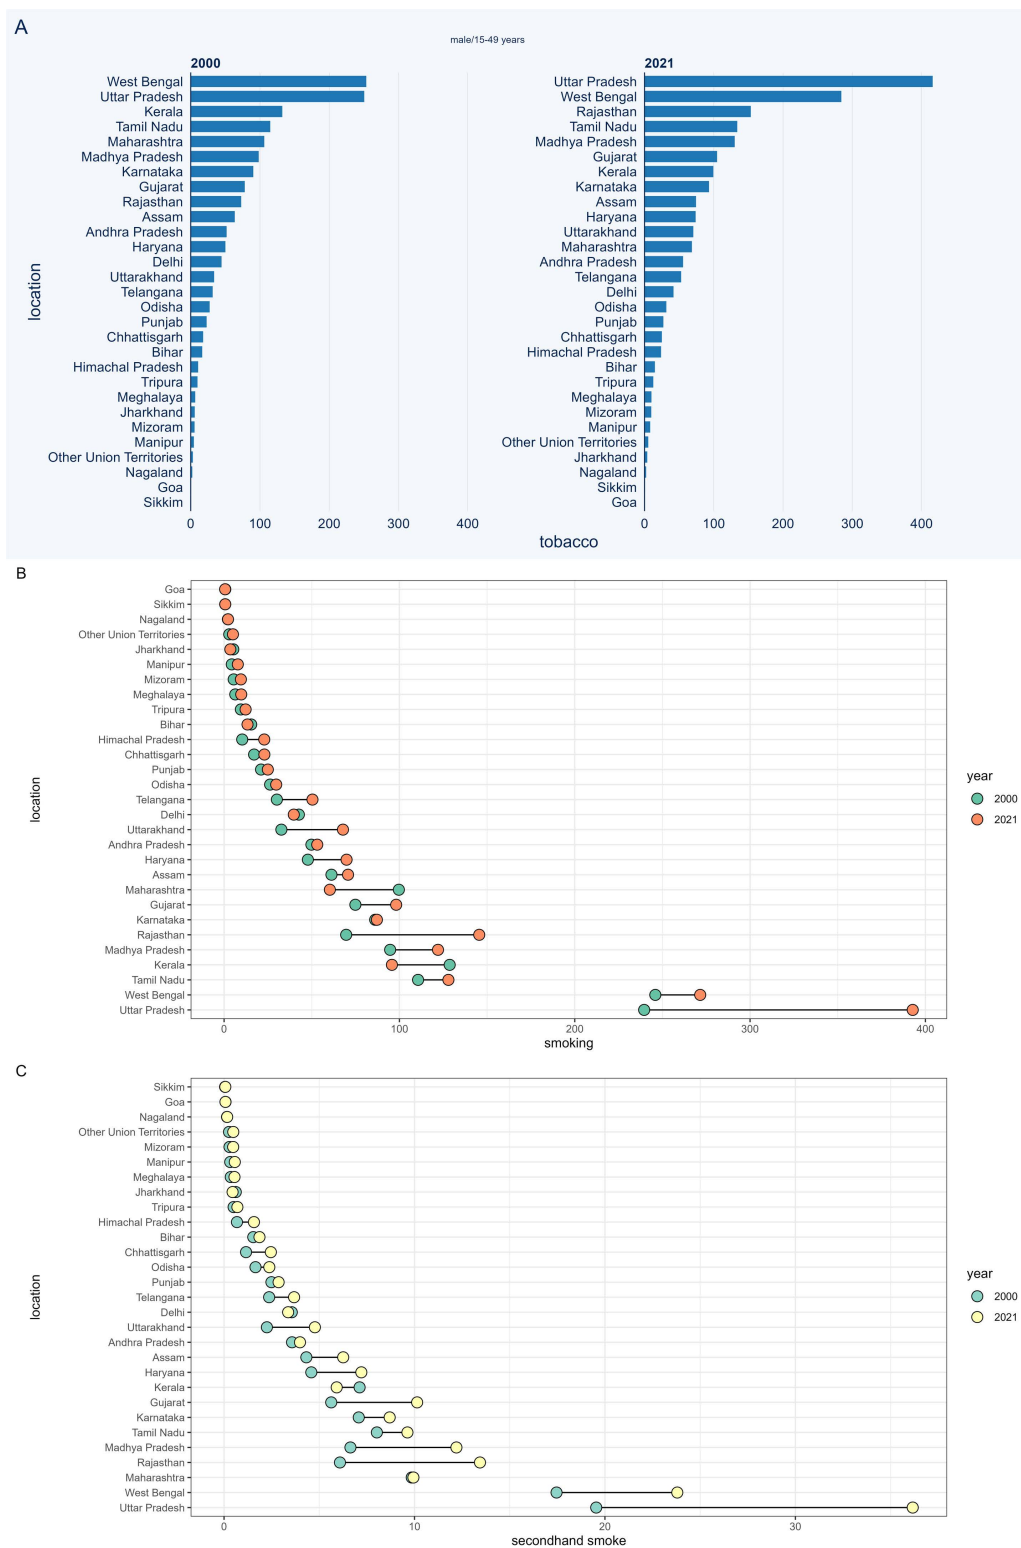 A
male/15-49 years
2000
West Bengal
Uttar Pradesh
Kerala
Tamil Nadu
Maharashtra
Madhya Pradesh
Karnataka
Gujarat
Rajasthan
Assam
Andhra Pradesh
Haryana
Delhi
Uttarakhand
Telangana
Odisha
Punjab
Chhattisgarh
Bihar
Himachal Pradesh
Tripura
Meghalaya
Jharkhand
Mizoram
Manipur
Other Union Territories
Nagaland
Goa
Sikkim
0 100 200 300 400
2021
Uttar Pradesh
West Bengal
Rajasthan
Tamil Nadu
Madhya Pradesh
Gujarat
Kerala
Karnataka
Assam
Haryana
Uttarakhand
Maharashtra
Andhra Pradesh
Telangana
Delhi
Odisha
Punjab
Chhattisgarh
Himachal Pradesh
Bihar
Tripura
Meghalaya
Mizoram
Manipur
Other Union Territories
Jharkhand
Nagaland
Sikkim
Goa
0 100 200 300 400
location
tobacco
B
Goa
Sikkim
Nagaland
Other Union Territories
Jharkhand
Manipur
Mizoram
Meghalaya
Tripura
Bihar
Himachal Pradesh
Chhattisgarh
Punjab
Odisha
Telangana
Delhi
Uttarakhand
Andhra Pradesh
Haryana
Assam
Maharashtra
Gujarat
Karnataka
Rajasthan
Madhya Pradesh
Kerala
Tamil Nadu
West Bengal
Uttar Pradesh
0 100 200 300 400
location
smoking
year
2000
2021
C
Sikkim
Goa
Nagaland
Other Union Territories
Mizoram
Manipur
Meghalaya
Jharkhand
Tripura
Himachal Pradesh
Bihar
Chhattisgarh
Odisha
Punjab
Telangana
Delhi
Uttarakhand
Andhra Pradesh
Assam
Haryana
Kerala
Gujarat
Karnataka
Tamil Nadu
Madhya Pradesh
Rajasthan
Maharashtra
West Bengal
Uttar Pradesh
0 10 20 30
location
secondhand smoke
year
2000
2021